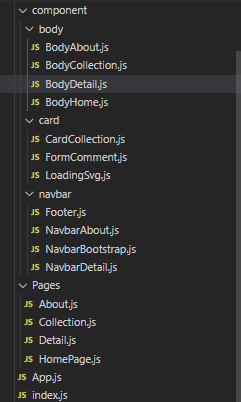 component
body
JS BodyAbout.js
JS BodyCollection.js
JS BodyDetail.js
JS BodyHome.js
card
JS CardCollection.js
JS FormComment.js
JS LoadingSvg.js
navbar
JS Footer.js
JS NavbarAbout.js
JS NavbarBootstrap.js
JS NavbarDetail.js
Pages
JS About.js
JS Collection.js
JS Detail.js
JS HomePage.js
JS App.js
JS index.js